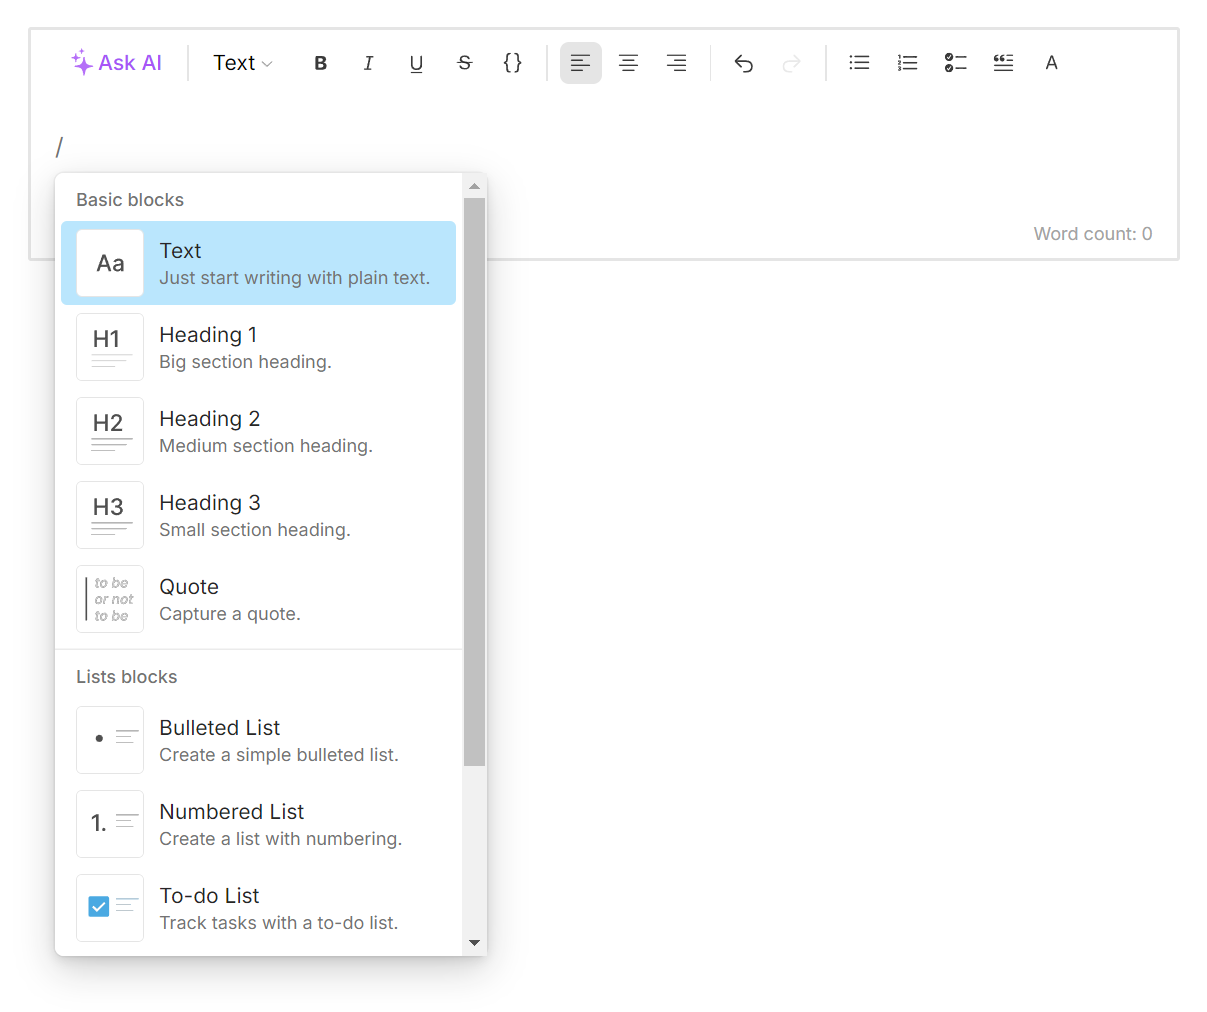 Ask AI Text B I U S {} A
/
Basic blocks
Word count: 0
Aa
Text
Just start writing with plain text.
H1
Heading 1
Big section heading.
H2
Heading 2
Medium section heading.
H3
Heading 3
Small section heading.
to be
or not
to be
Quote
Capture a quote.
Lists blocks
Bulleted List
Create a simple bulleted list.
1.
Numbered List
Create a list with numbering.
To-do List
Track tasks with a to-do list.